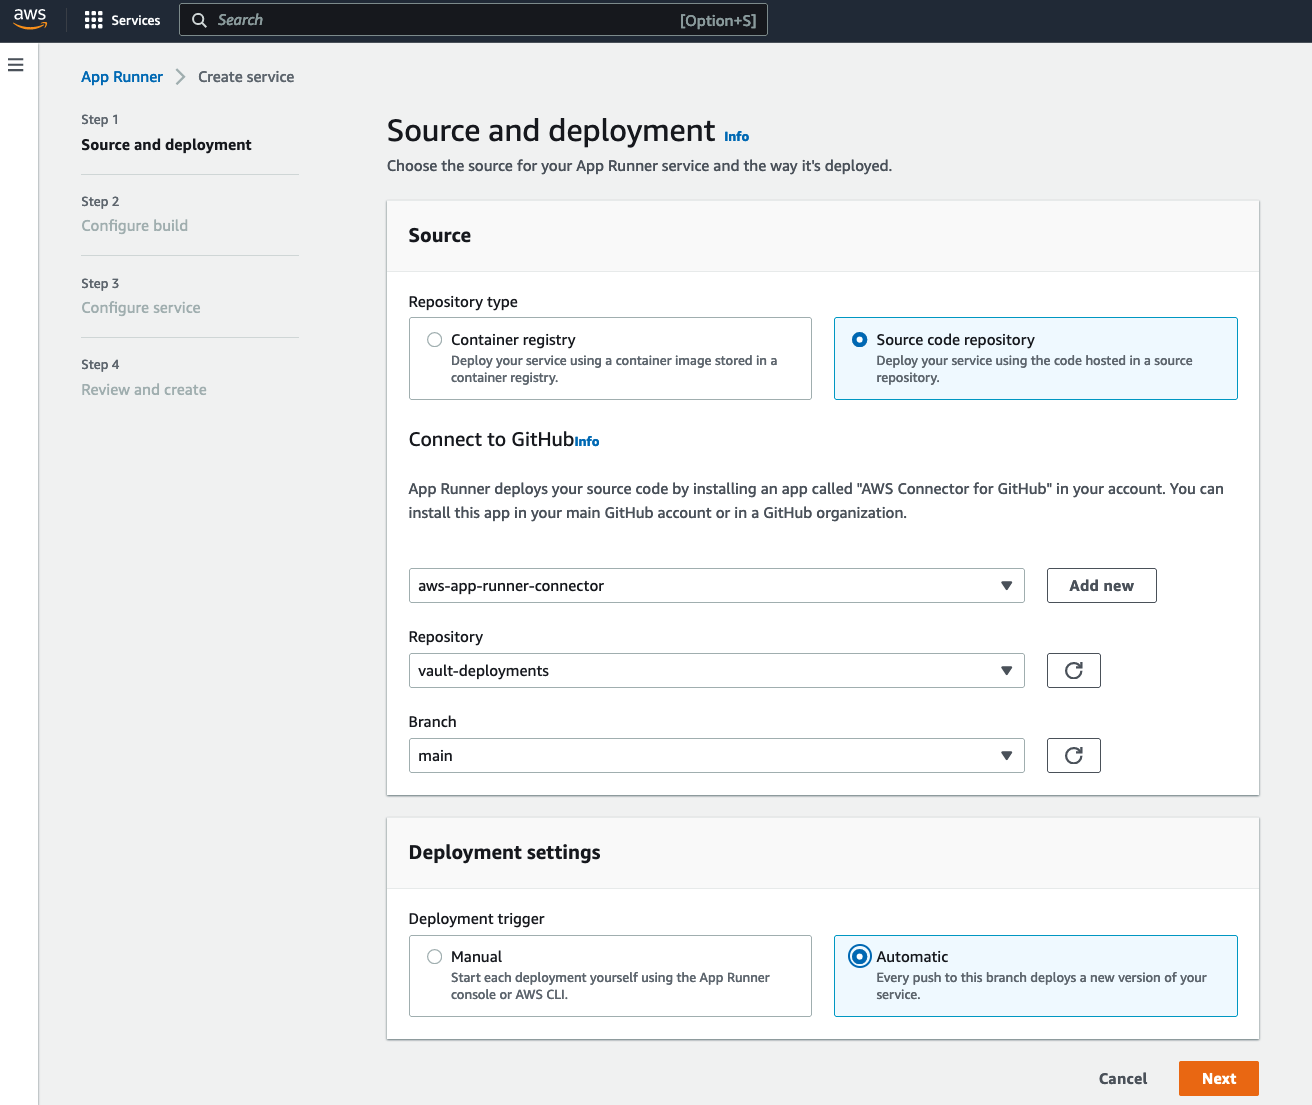 aws
Services
Search
[Option+S]
App Runner
Create service
Step 1
Source and deployment
Step 2
Configure build
Step 3
Configure service
Step 4
Review and create
Source and deployment Info
Choose the source for your App Runner service and the way it's deployed.
Source
Repository type
Container registry
Deploy your service using a container image stored in a
container registry.
Source code repository
Deploy your service using the code hosted in a source
repository.
Connect to GitHubInfo
App Runner deploys your source code by installing an app called "AWS Connector for GitHub" in your account. You can
install this app in your main GitHub account or in a GitHub organization.
aws-app-runner-connector
Add new
Repository
vault-deployments
Branch
main
Deployment settings
Deployment trigger
Manual
Start each deployment yourself using the App Runner
console or AWS CLI.
Automatic
Every push to this branch deploys a new version of your
service.
Cancel
Next